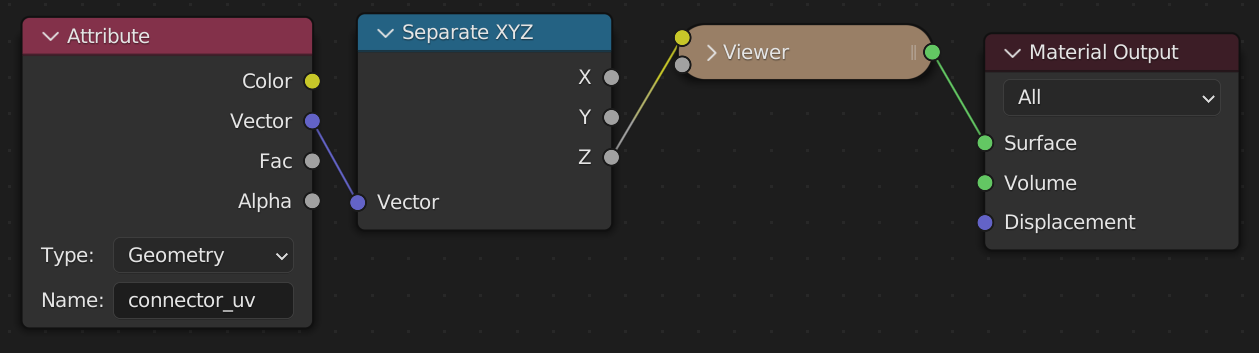 Attribute
Color
Vector
Fac
Alpha
Type: Geometry
Name: connector_uv
Separate XYZ
X
Y
Z
Vector
Viewer
Material Output
All
Surface
Volume
Displacement